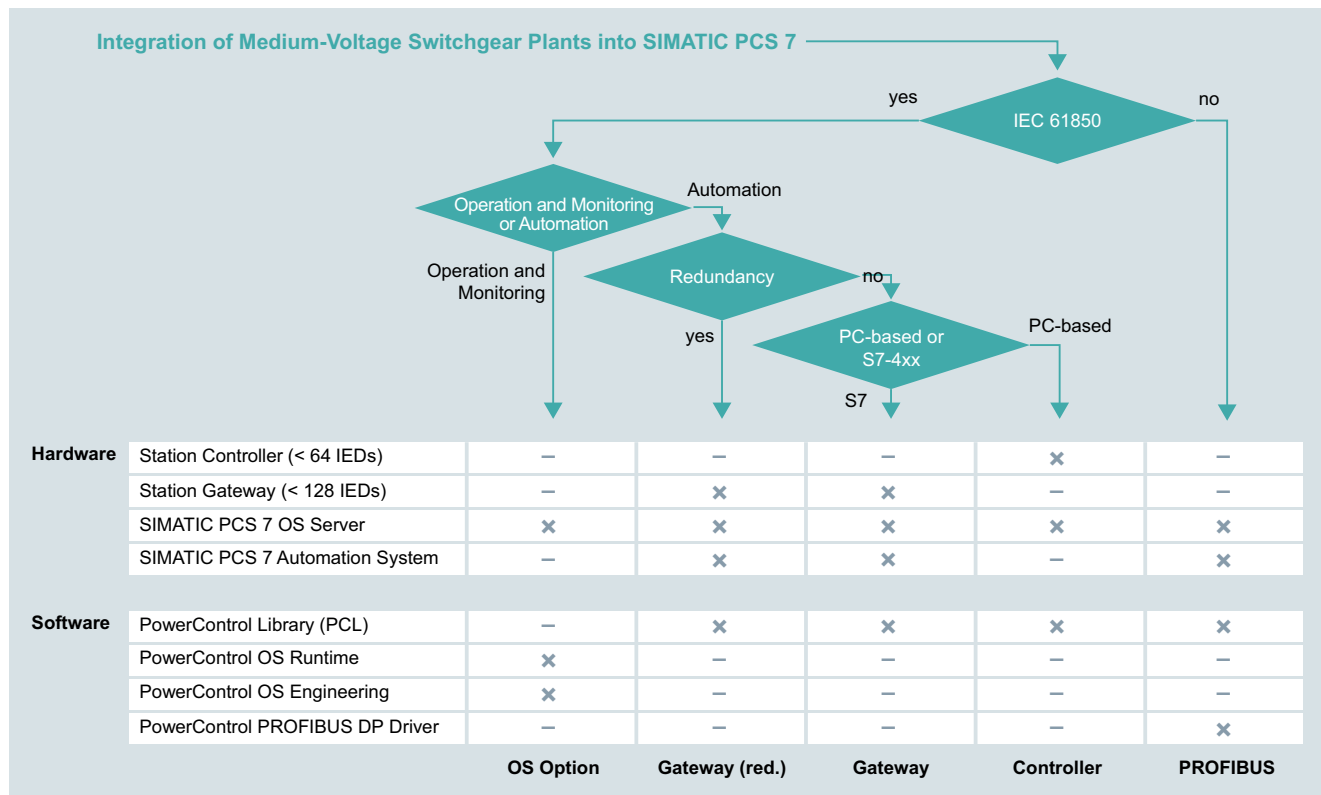 Integration of Medium-Voltage Switchgear Plants into SIMATIC PCS 7
yes
no
IEC 61850
Operation and Monitoring
or Automation
Automation
Operation and
Monitoring
Redundancy
no
yes
PC-based or
S7-4xx
PC-based
S7
Hardware
Station Controller (< 64 IEDs) – – – × –
Station Gateway (< 128 IEDs) – × × – –
SIMATIC PCS 7 OS Server × × × × ×
SIMATIC PCS 7 Automation System – × × – ×
Software
PowerControl Library (PCL) – × × × ×
PowerControl OS Runtime × – – – –
PowerControl OS Engineering × – – – –
PowerControl PROFIBUS DP Driver – – – – ×
OS Option Gateway (red.) Gateway Controller PROFIBUS